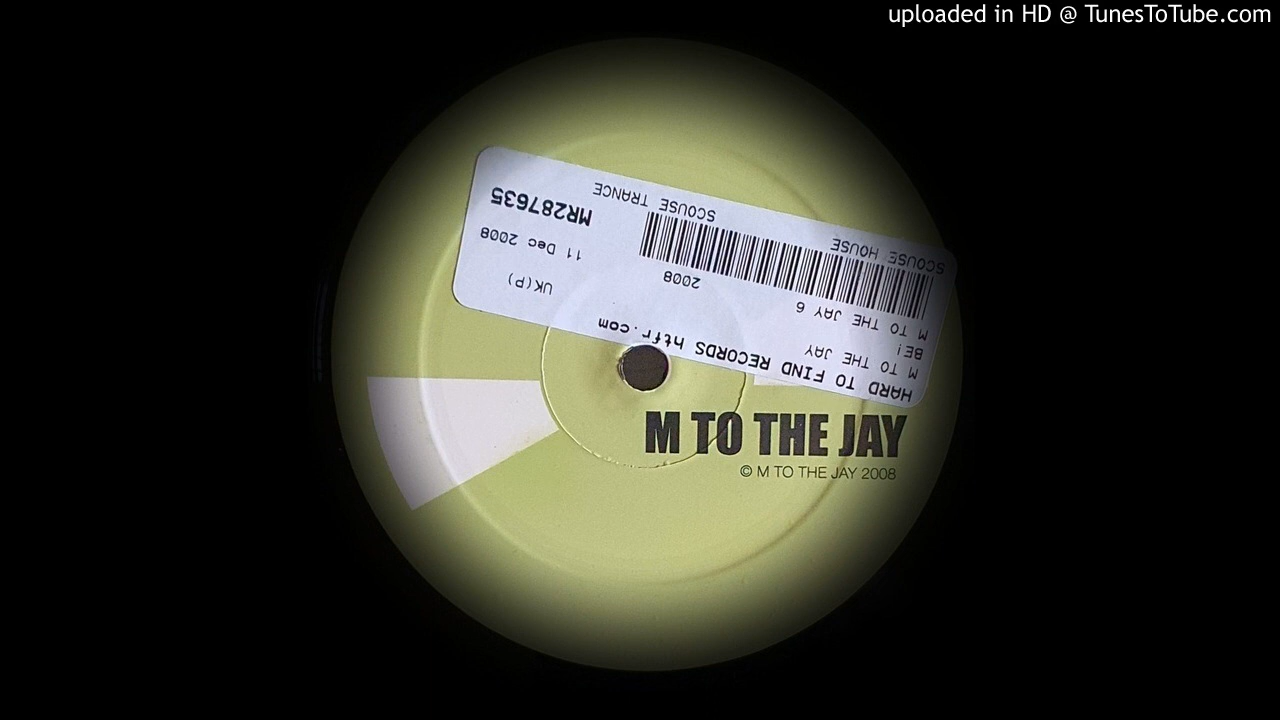 uploaded in HD @ TunesToTube.com
HARD TO FIND RECORDS htfr.com
M TO THE JAY
BE!
M TO THE JAY 6
2008
UK(P)
11 Dec 2008
MR287635
SCOUSE HOUSE
SCOUSE TRANCE
M TO THE JAY
© M TO THE JAY 2008